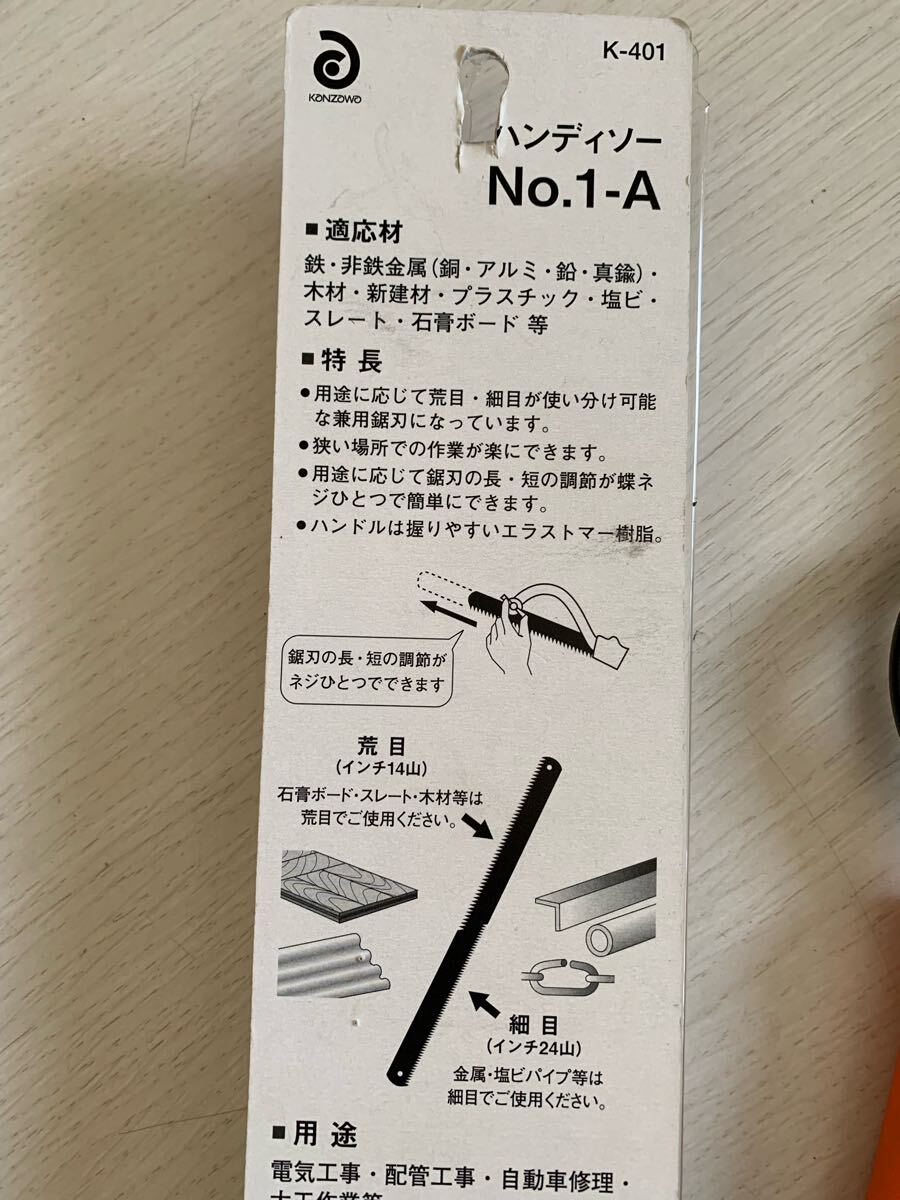 KANZAWA
K-401
ハンディソー
No.1-A
■適応材
鉄・非鉄金属(銅・アルミ・鉛・真鍮)・
木材・新建材・プラスチック・塩ビ・
スレート・石膏ボード 等
■特 長
●用途に応じて荒目・細目が使い分け可能
な兼用鋸刃になっています。
●狭い場所での作業が楽にできます。
●用途に応じて鋸刃の長・短の調節が蝶ネ
ジひとつで簡単にできます。
●ハンドルは握りやすいエラストマー樹脂。
鋸刃の長・短の調節が
ネジひとつでできます
荒 目
(インチ14山)
石膏ボード・スレート・木材等は
荒目でご使用ください。
細 目
(インチ24山)
金属・塩ビパイプ等は
細目でご使用ください。
■用 途
電気工事・配管工事・自動車修理・
大工作業等